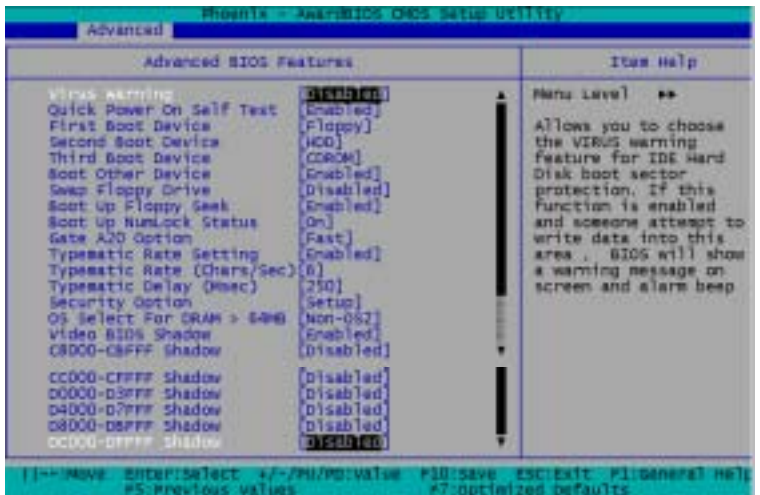 Phoenix - AwardBIOS CMOS Setup Utility
Advanced
Advanced BIOS Features
Item Help
Virus Warning [Disabled]
Quick Power On Self Test [Enabled]
First Boot Device [Floppy]
Second Boot Device [HDD]
Third Boot Device [CDROM]
Boot Other Device [Enabled]
Swap Floppy Drive [Disabled]
Boot Up Floppy Seek [Enabled]
Boot Up NumLock Status [On]
Gate A20 Option [Fast]
Typematic Rate Setting [Enabled]
Typematic Rate (Chars/Sec)[6]
Typematic Delay (Msec) [250]
Security Option [Setup]
OS Select For DRAM > 64MB [Non-OS2]
Video BIOS Shadow [Enabled]
C8000-CBFFF Shadow [Disabled]
CC000-CFFFF Shadow [Disabled]
D0000-D3FFF Shadow [Disabled]
D4000-D7FFF Shadow [Disabled]
D8000-DBFFF Shadow [Disabled]
DC000-DFFFF Shadow [Disabled]
Menu Level ▸▸
Allows you to choose
the VIRUS warning
feature for IDE Hard
Disk boot sector
protection. If this
function is enabled
and someone attempt to
write data into this
area , BIOS will show
a warning message on
screen and alarm beep
:Move Enter:Select +/-/PU/PD:Value F10:Save ESC:Exit F1:General Help
F5:Previous Values F7:Optimized Defaults